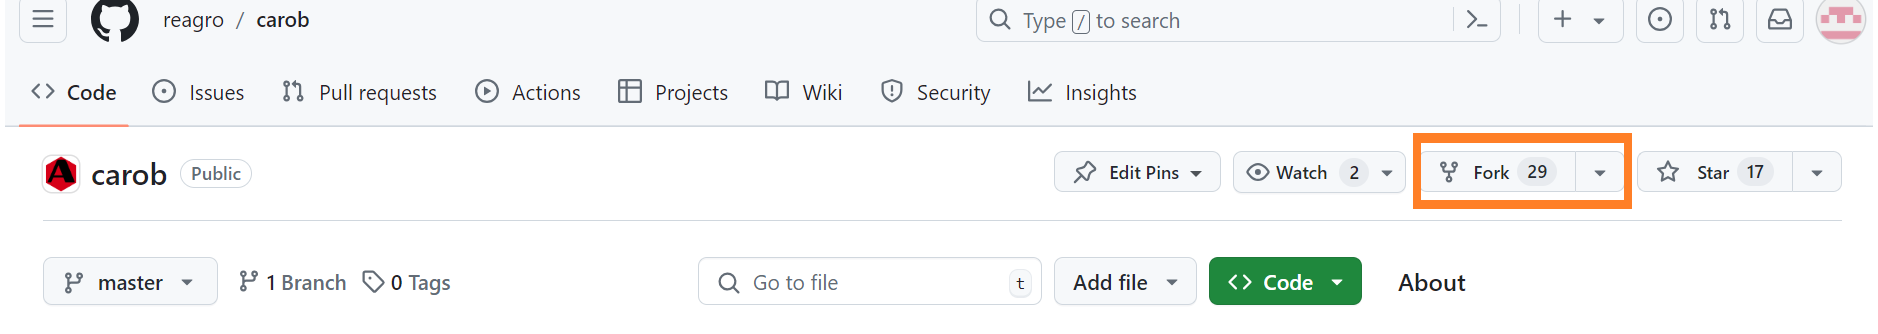 reagro / carob
Type / to search
Code Issues Pull requests Actions Projects Wiki Security Insights
carob Public
Edit Pins Watch 2 Fork 29 Star 17
master 1 Branch 0 Tags Go to file t Add file Code About